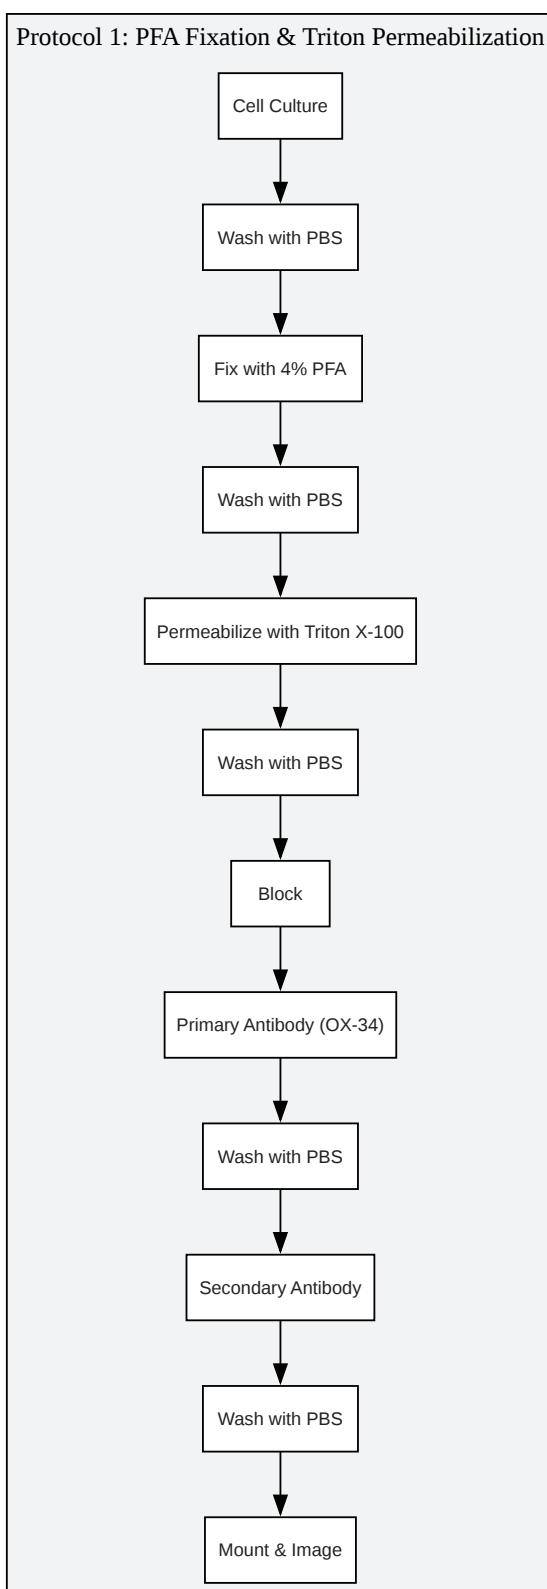 Protocol 1: PFA Fixation & Triton Permeabilization
Cell Culture
Wash with PBS
Fix with 4% PFA
Wash with PBS
Permeabilize with Triton X-100
Wash with PBS
Block
Primary Antibody (OX-34)
Wash with PBS
Secondary Antibody
Wash with PBS
Mount & Image